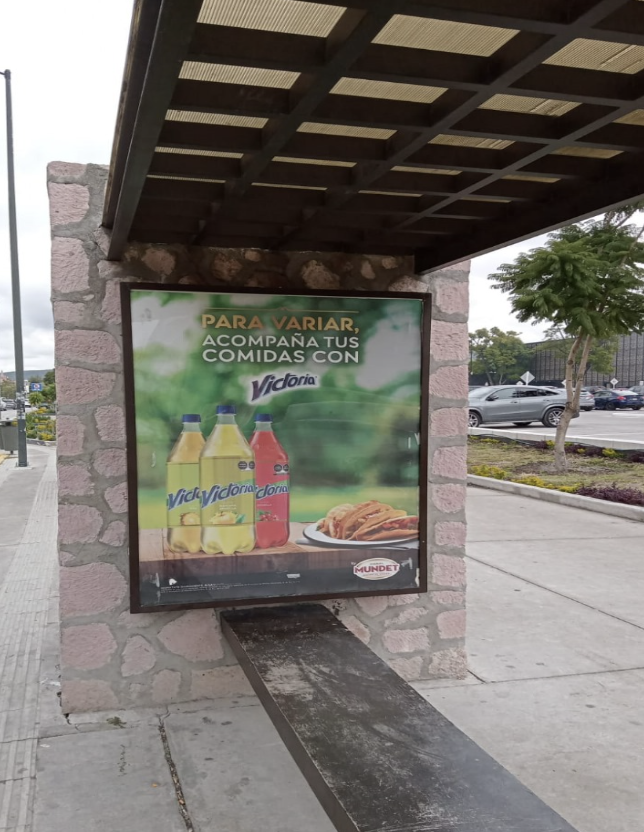 PARA VARIAR,
ACOMPAÑA TUS
COMIDAS CON
Victoria
Victoria
Victoria
Victoria
MUNDET